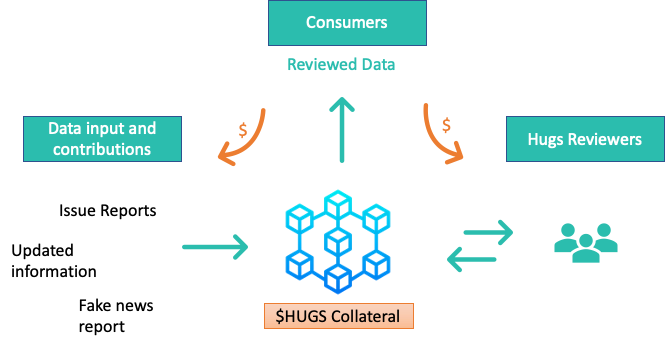 Consumers
Reviewed Data
$
$
Data input and
contributions
Hugs Reviewers
Issue Reports
Updated
information
Fake news
report
$HUGS Collateral